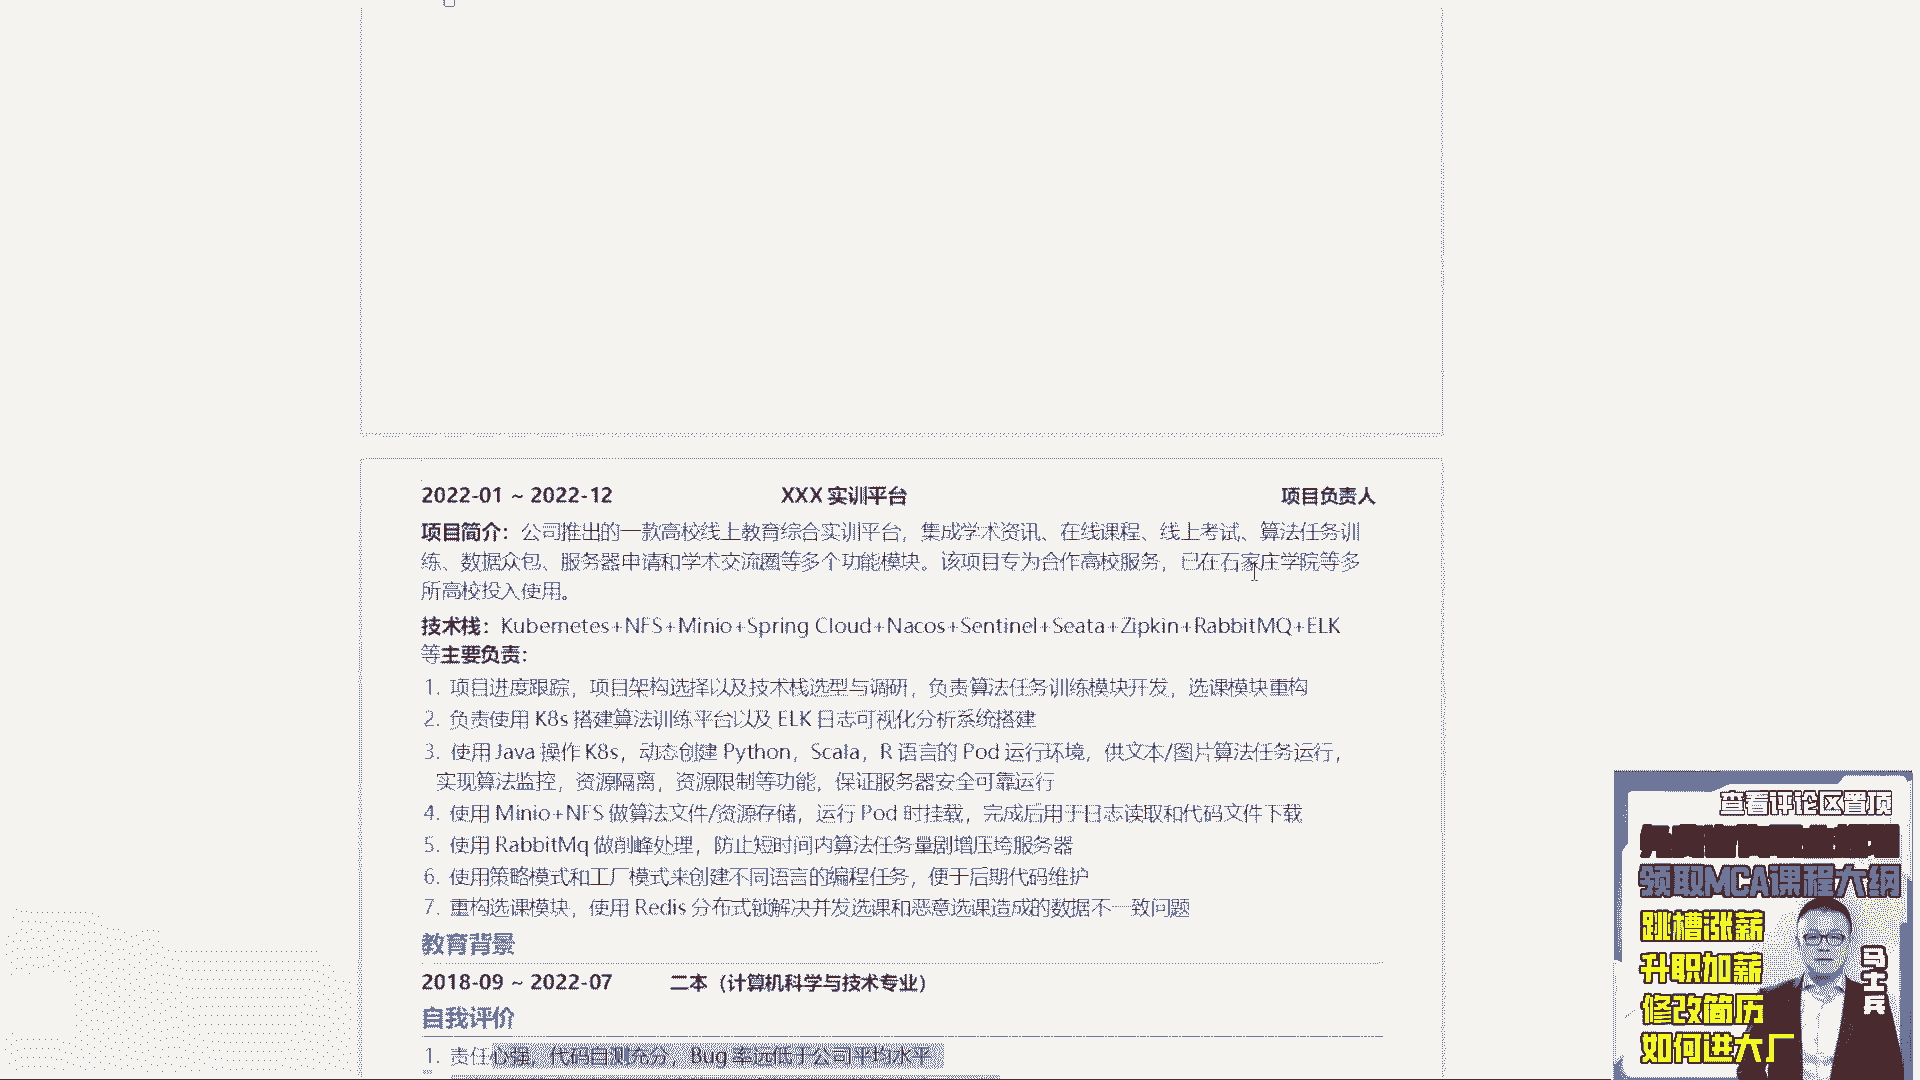 2022-01 ~ 2022-12 XXX 实训平台 项目负责人
项目简介：公司推出的一款高校线上教育综合实训平台，集成学术资讯、在线课程、线上考试、算法任务训
练、数据众包、服务器申请和学术交流圈等多个功能模块。该项目专为合作高校服务，已在石家庄学院等多
所高校投入使用。
技术栈：Kubernetes+NFS+Minio+Spring Cloud+Nacos+Sentinel+Seata+Zipkin+RabbitMQ+ELK
等主要负责：
1. 项目进度跟踪，项目架构选择以及技术栈选型与调研，负责算法任务训练模块开发，选课模块重构
2. 负责使用 K8s 搭建算法训练平台以及 ELK 日志可视化分析系统搭建
3. 使用 Java 操作 K8s，动态创建 Python，Scala，R 语言的 Pod 运行环境，供文本/图片算法任务运行，
实现算法监控，资源隔离，资源限制等功能，保证服务器安全可靠运行
4. 使用 Minio+NFS 做算法文件/资源存储，运行 Pod 时挂载，完成后用于日志读取和代码文件下载
5. 使用 RabbitMq 做削峰处理，防止短时间内算法任务量剧增压垮服务器
6. 使用策略模式和工厂模式来创建不同语言的编程任务，便于后期代码维护
7. 重构选课模块，使用 Redis 分布式锁解决并发选课和恶意选课造成的数据不一致问题
教育背景
2018-09 ~ 2022-07 二本（计算机科学与技术专业）
自我评价
1. 责任心强、代码自测充分，Bug 率远低于公司平均水平
查看评论区置顶
领取MCA课程大纲
跳槽涨薪
升职加薪
修改简历
如何进大厂
马士兵